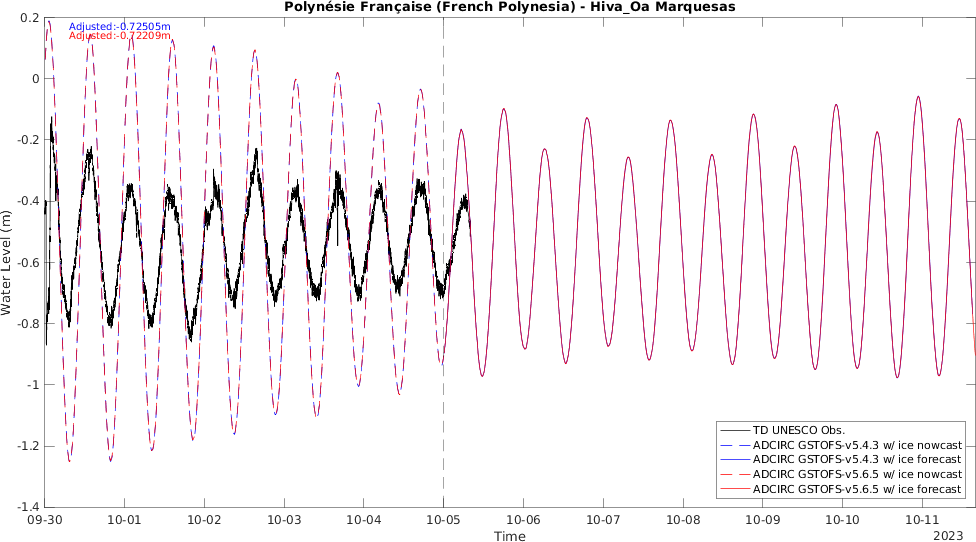 Polynésie Française (French Polynesia) - Hiva_Oa Marquesas
Adjusted:-0.72505m
Adjusted:-0.72209m
0.2
0
-0.2
-0.4
-0.6
-0.8
-1
-1.2
-1.4
Water Level (m)
TD UNESCO Obs.
ADCIRC GSTOFS-v5.4.3 w/ ice nowcast
ADCIRC GSTOFS-v5.4.3 w/ ice forecast
ADCIRC GSTOFS-v5.6.5 w/ ice nowcast
ADCIRC GSTOFS-v5.6.5 w/ ice forecast
09-30 10-01 10-02 10-03 10-04 10-05 10-06 10-07 10-08 10-09 10-10 10-11
Time
2023